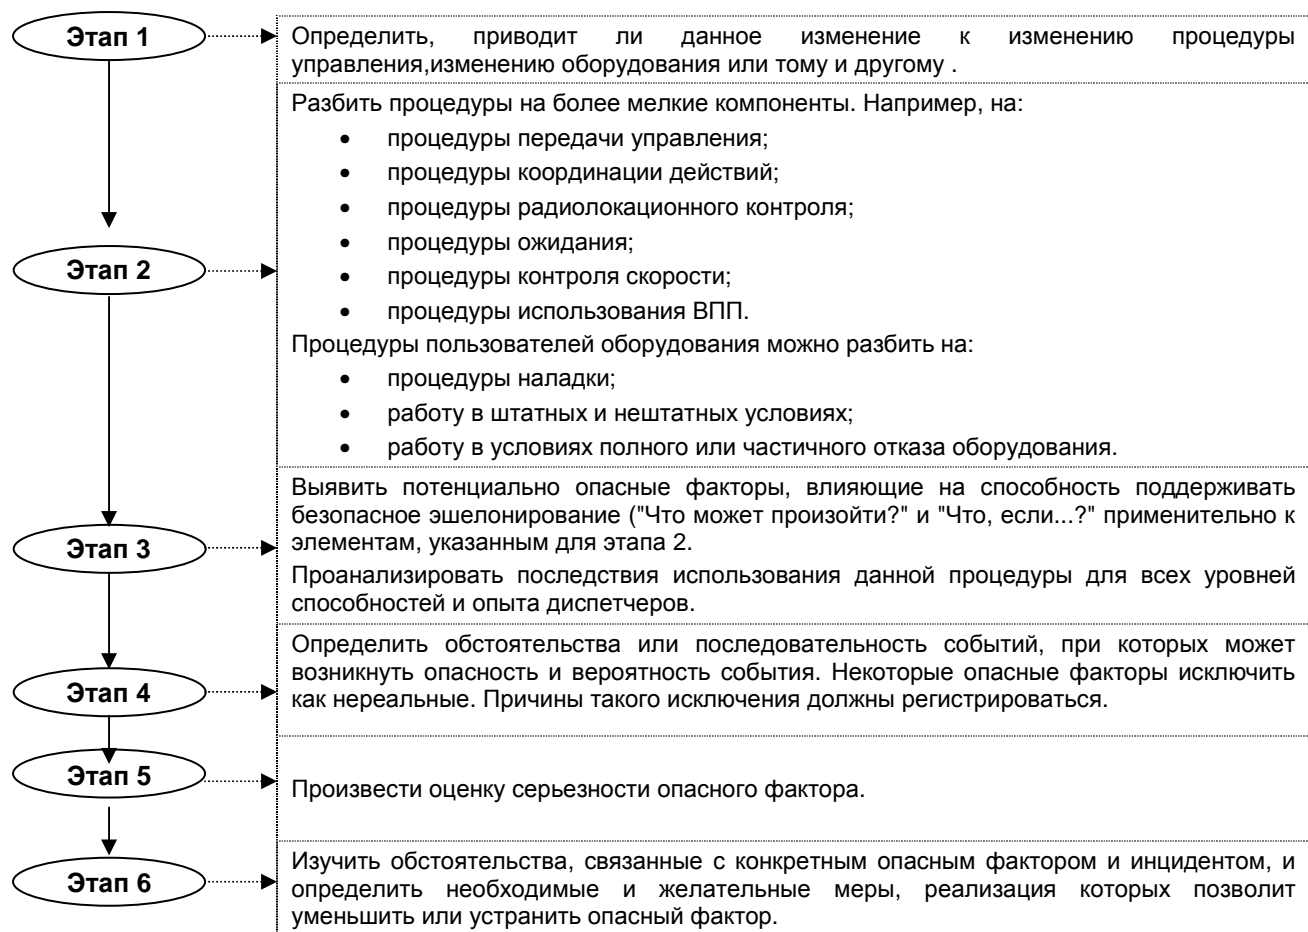 Этап 1
Определить, приводит ли данное изменение к изменению процедуры
управления,изменению оборудования или тому и другому .
Этап 2
Разбить процедуры на более мелкие компоненты. Например, на:
• процедуры передачи управления;
• процедуры координации действий;
• процедуры радиолокационного контроля;
• процедуры ожидания;
• процедуры контроля скорости;
• процедуры использования ВПП.
Процедуры пользователей оборудования можно разбить на:
• процедуры наладки;
• работу в штатных и нештатных условиях;
• работу в условиях полного или частичного отказа оборудования.
Этап 3
Выявить потенциально опасные факторы, влияющие на способность поддерживать
безопасное эшелонирование ("Что может произойти?" и "Что, если...?" применительно к
элементам, указанным для этапа 2.
Проанализировать последствия использования данной процедуры для всех уровней
способностей и опыта диспетчеров.
Этап 4
Определить обстоятельства или последовательность событий, при которых может
возникнуть опасность и вероятность события. Некоторые опасные факторы исключить
как нереальные. Причины такого исключения должны регистрироваться.
Этап 5
Произвести оценку серьезности опасного фактора.
Этап 6
Изучить обстоятельства, связанные с конкретным опасным фактором и инцидентом, и
определить необходимые и желательные меры, реализация которых позволит
уменьшить или устранить опасный фактор.